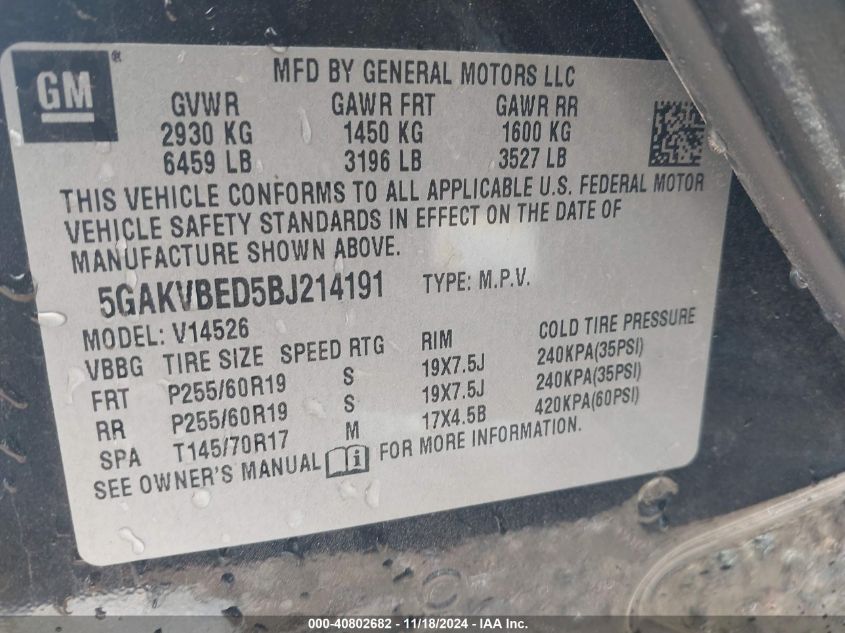 GM ®
MFD BY GENERAL MOTORS LLC
GVWR GAWR FRT GAWR RR
2930 KG 1450 KG 1600 KG
6459 LB 3196 LB 3527 LB
THIS VEHICLE CONFORMS TO ALL APPLICABLE U.S. FEDERAL MOTOR
VEHICLE SAFETY STANDARDS IN EFFECT ON THE DATE OF
MANUFACTURE SHOWN ABOVE.
5GAKVBED5BJ214191 TYPE: M.P.V.
MODEL: V14526
VBBG TIRE SIZE SPEED RTG RIM COLD TIRE PRESSURE
FRT P255/60R19 S 19X7.5J 240KPA(35PSI)
RR P255/60R19 S 19X7.5J 240KPA(35PSI)
SPA T145/70R17 M 17X4.5B 420KPA(60PSI)
SEE OWNER'S MANUAL i FOR MORE INFORMATION.
000-40802682 - 11/18/2024 - IAA Inc.